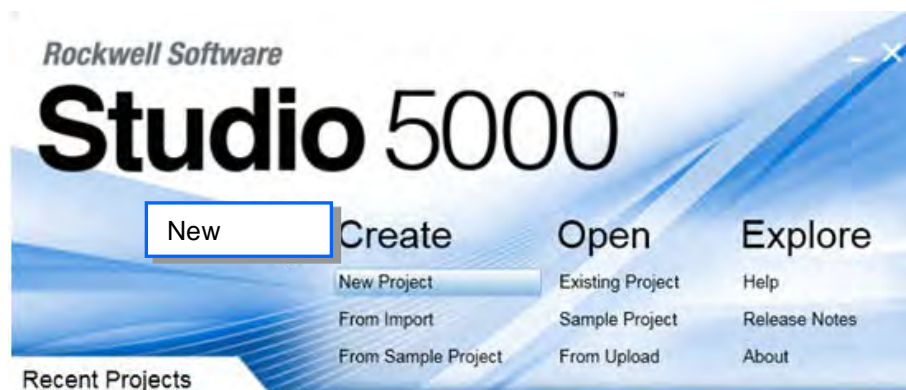 Rockwell Software
Studio 5000™
New
Create
New Project
From Import
From Sample Project
Open
Existing Project
Sample Project
From Upload
Explore
Help
Release Notes
About
Recent Projects